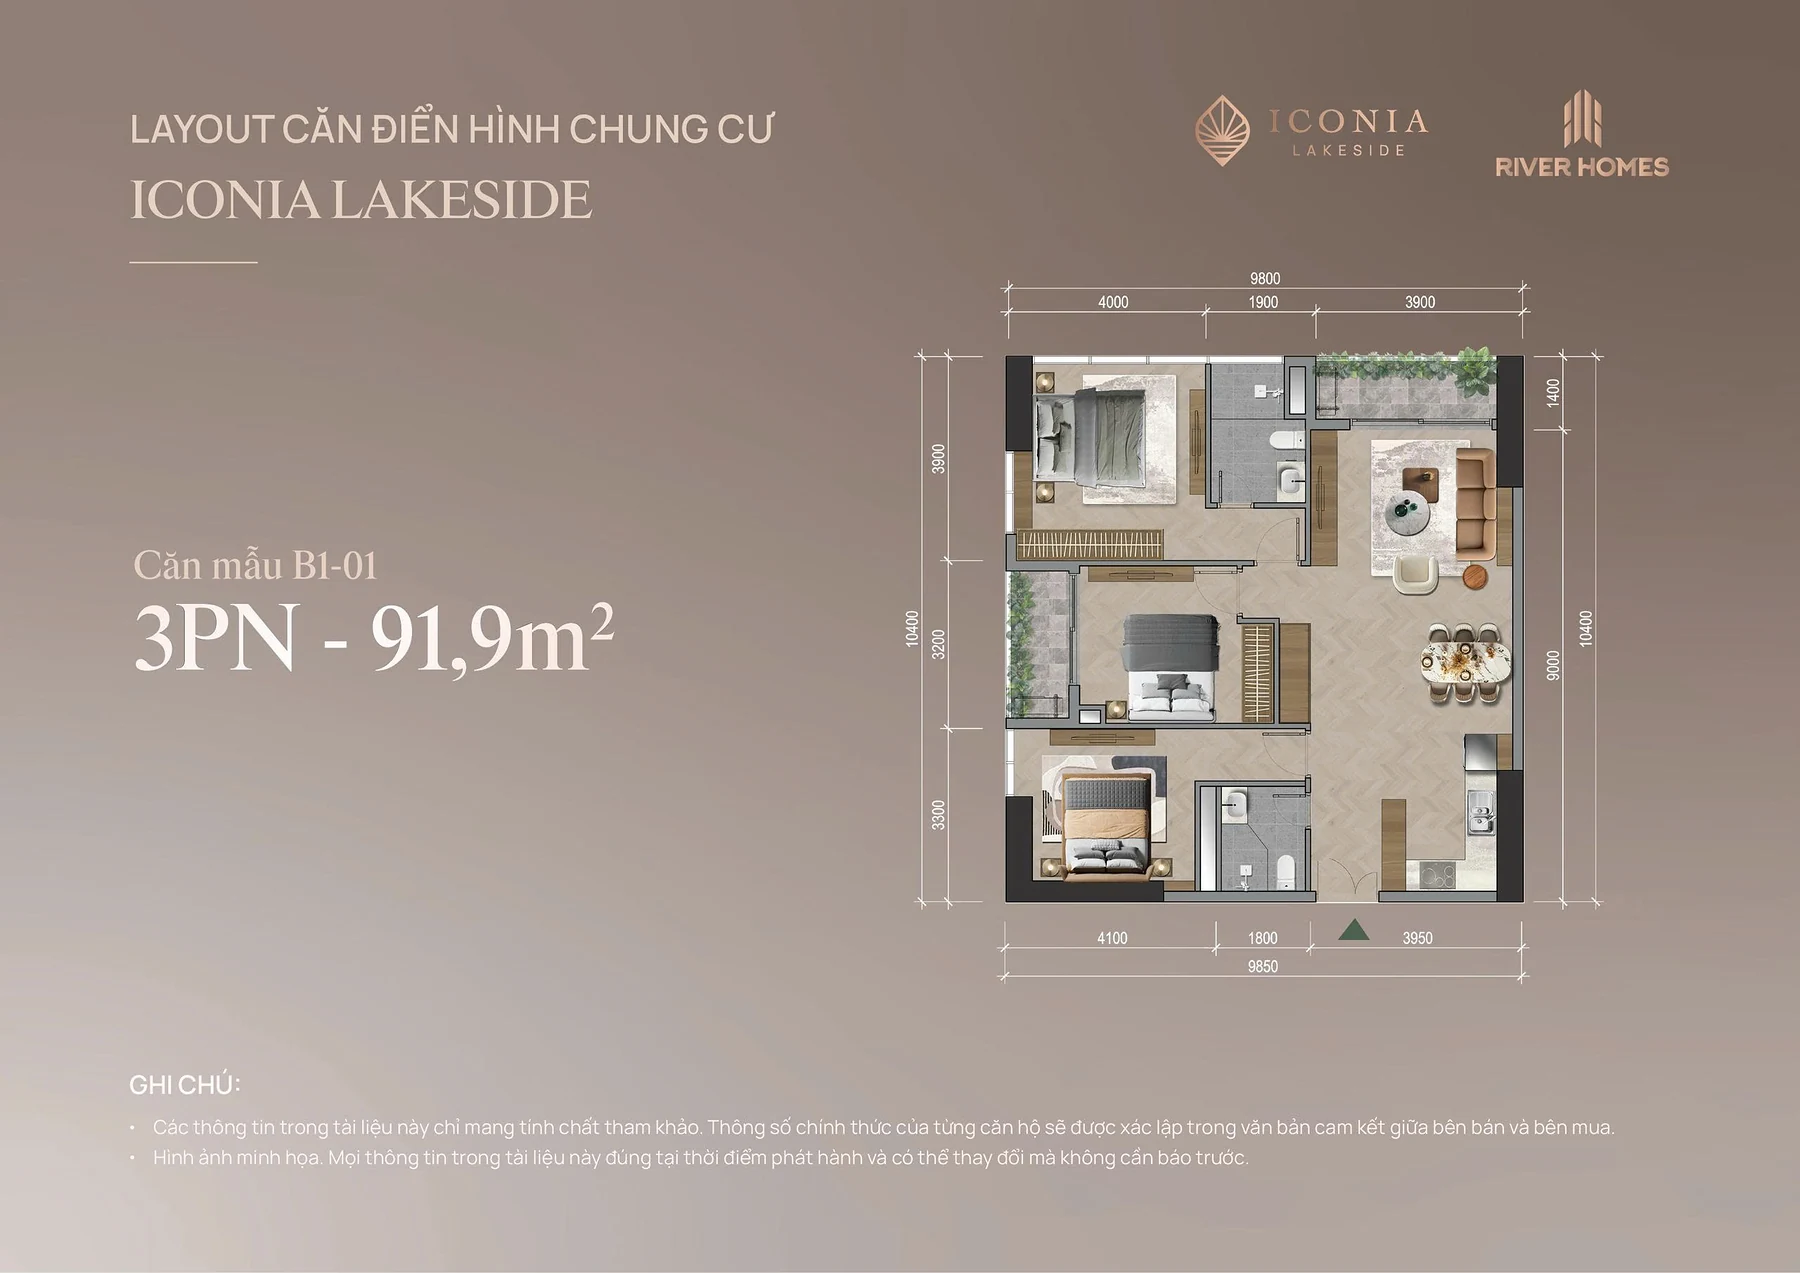 LAYOUT CĂN ĐIỂN HÌNH CHUNG CƯ
ICONIA LAKESIDE
ICONIA
LAKESIDE
RIVER HOMES
Căn mẫu B1-01
3PN - 91,9m²
9800
4000
1900
3900
1400
3900
10400
3200
9000
10400
3300
4100
1800
3950
9850
GHI CHÚ:
• Các thông tin trong tài liệu này chỉ mang tính chất tham khảo. Thông số chính thức của từng căn hộ sẽ được xác lập trong văn bản cam kết giữa bên bán và bên mua.
• Hình ảnh minh họa. Mọi thông tin trong tài liệu này đúng tại thời điểm phát hành và có thể thay đổi mà không cần báo trước.